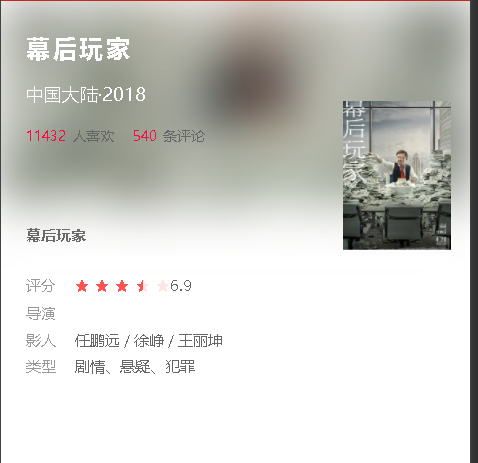 幕后玩家
中国大陆·2018
11432 人喜欢 540 条评论
幕后玩家
幕后玩家
评分 6.9
导演
影人 任鹏远 / 徐峥 / 王丽坤
类型 剧情、悬疑、犯罪